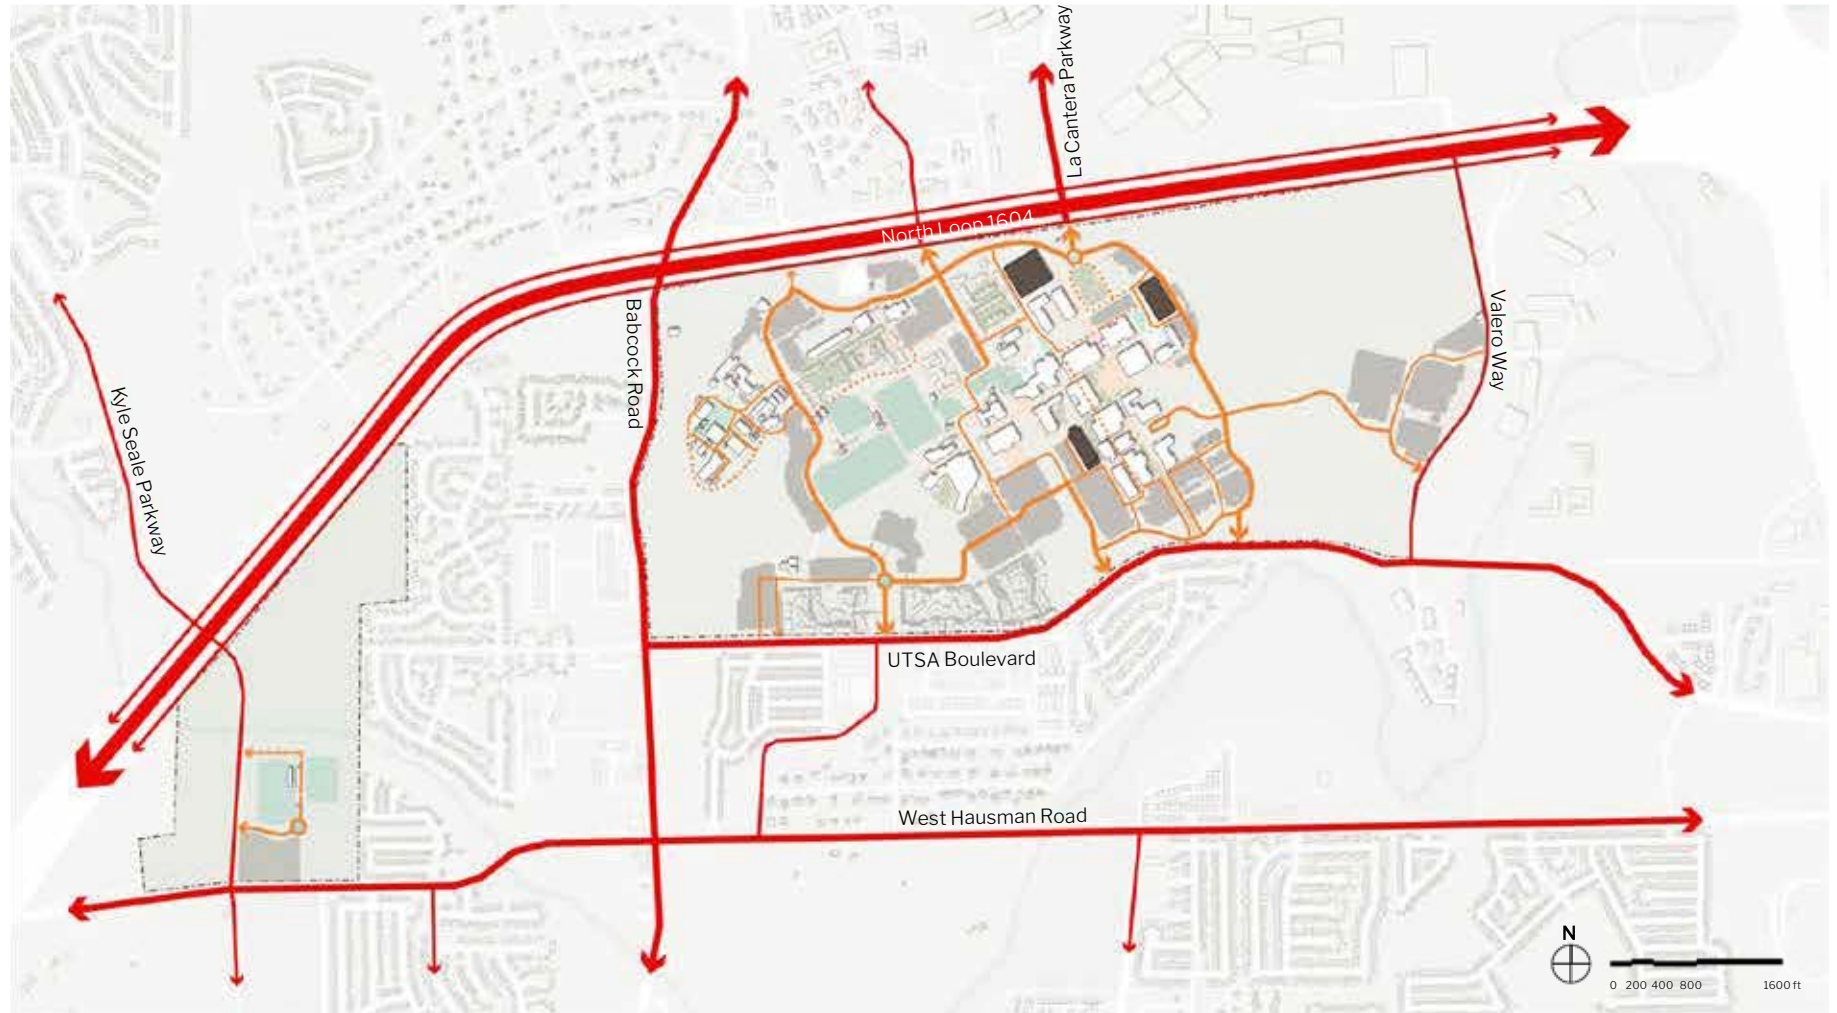 La Cantera Parkway
North Loop 1604
Babcock Road
Valero Way
Kyle Seale Parkway
UTSA Boulevard
West Hausman Road
N
0 200 400 800 1600 ft